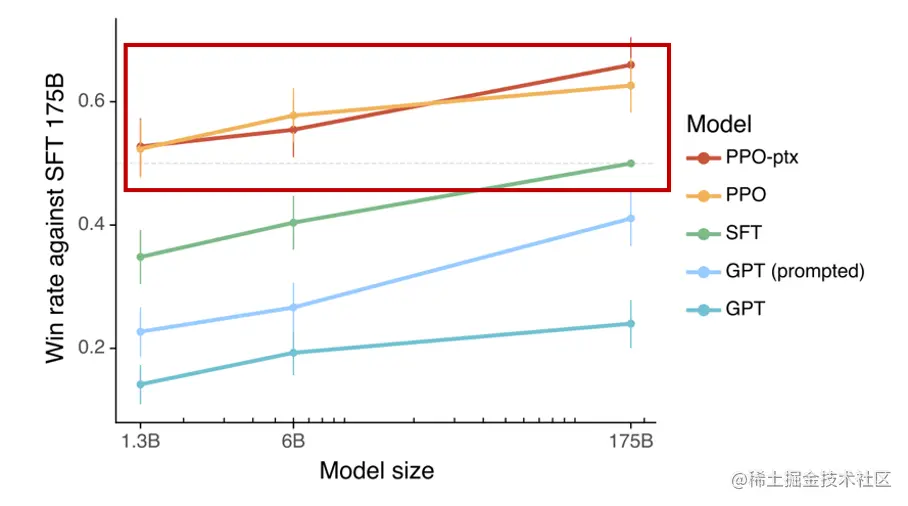 Win rate against SFT 175B
0.6
0.4
0.2
1.3B
6B
175B
Model size
Model
PPO-ptx
PPO
SFT
GPT (prompted)
GPT
@稀土掘金技术社区